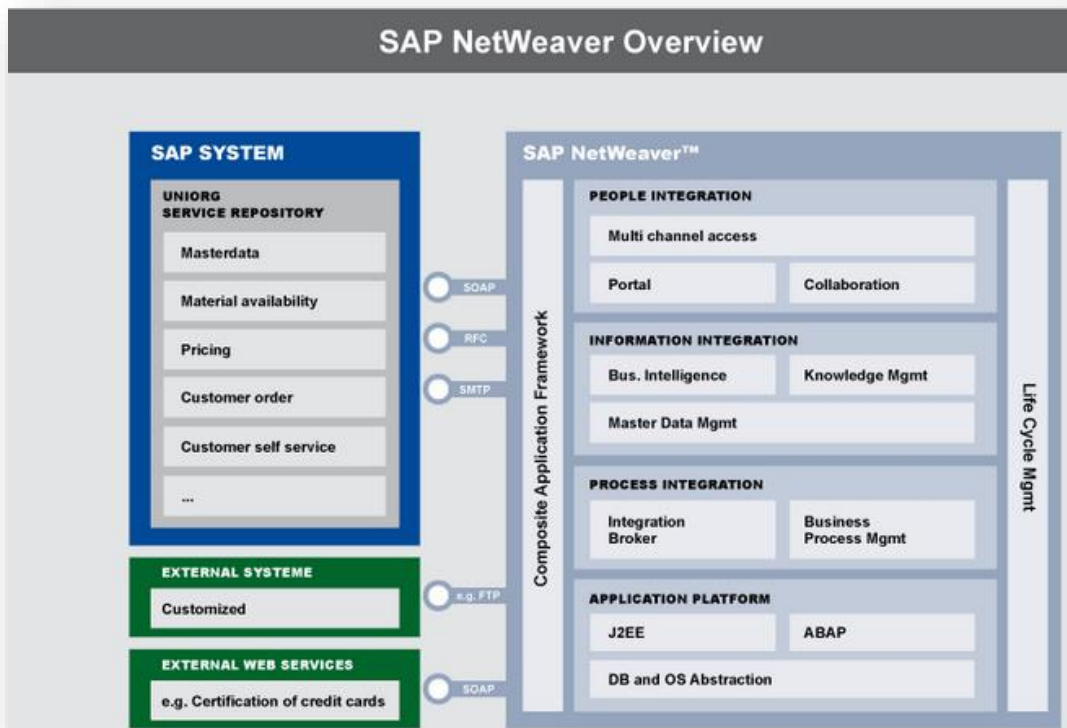 SAP NetWeaver Overview
SAP SYSTEM
UNIORG
SERVICE REPOSITORY
Masterdata
Material availability
Pricing
Customer order
Customer self service
...
EXTERNAL SYSTEME
Customized
EXTERNAL WEB SERVICES
e.g. Certification of credit cards
SOAP
RFC
SMTP
e.g. FTP
SOAP
SAP NetWeaver™
Composite Application Framework
PEOPLE INTEGRATION
Multi channel access
Portal
Collaboration
INFORMATION INTEGRATION
Bus. Intelligence
Knowledge Mgmt
Master Data Mgmt
PROCESS INTEGRATION
Integration
Broker
Business
Process Mgmt
APPLICATION PLATFORM
J2EE
ABAP
DB and OS Abstraction
Life Cycle Mgmt